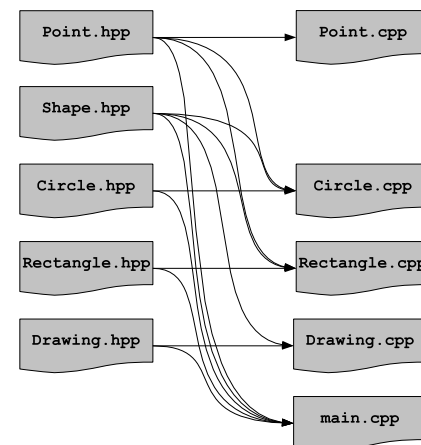 Point.hpp
Point.cpp
Shape.hpp
Circle.hpp
Circle.cpp
Rectangle.hpp
Rectangle.cpp
Drawing.hpp
Drawing.cpp
main.cpp